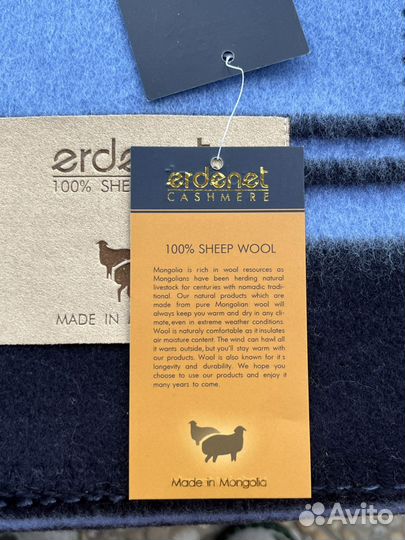 erdenet
100% SHEE
MADE IN M
erdenet
CASHMERE
100% SHEEP WOOL
Mongolia is rich in wool resources as
Mongolians have been herding natural
livestock for centuries with nomadic tradi-
tional. Our natural products which are
made from pure Mongolian wool will
always keep you warm and dry in any cli-
mate,even in extreme weather conditions.
Wool is naturaly comfortable as it insulates
air moisture content. The wind can hawl all
it wants outside,but you'll stay warm with
our products. Wool is also known for it:s
longevity and durability. We hope you
choose to use our products and enjoy it
many years to come.
Made in Mongolia
Avito